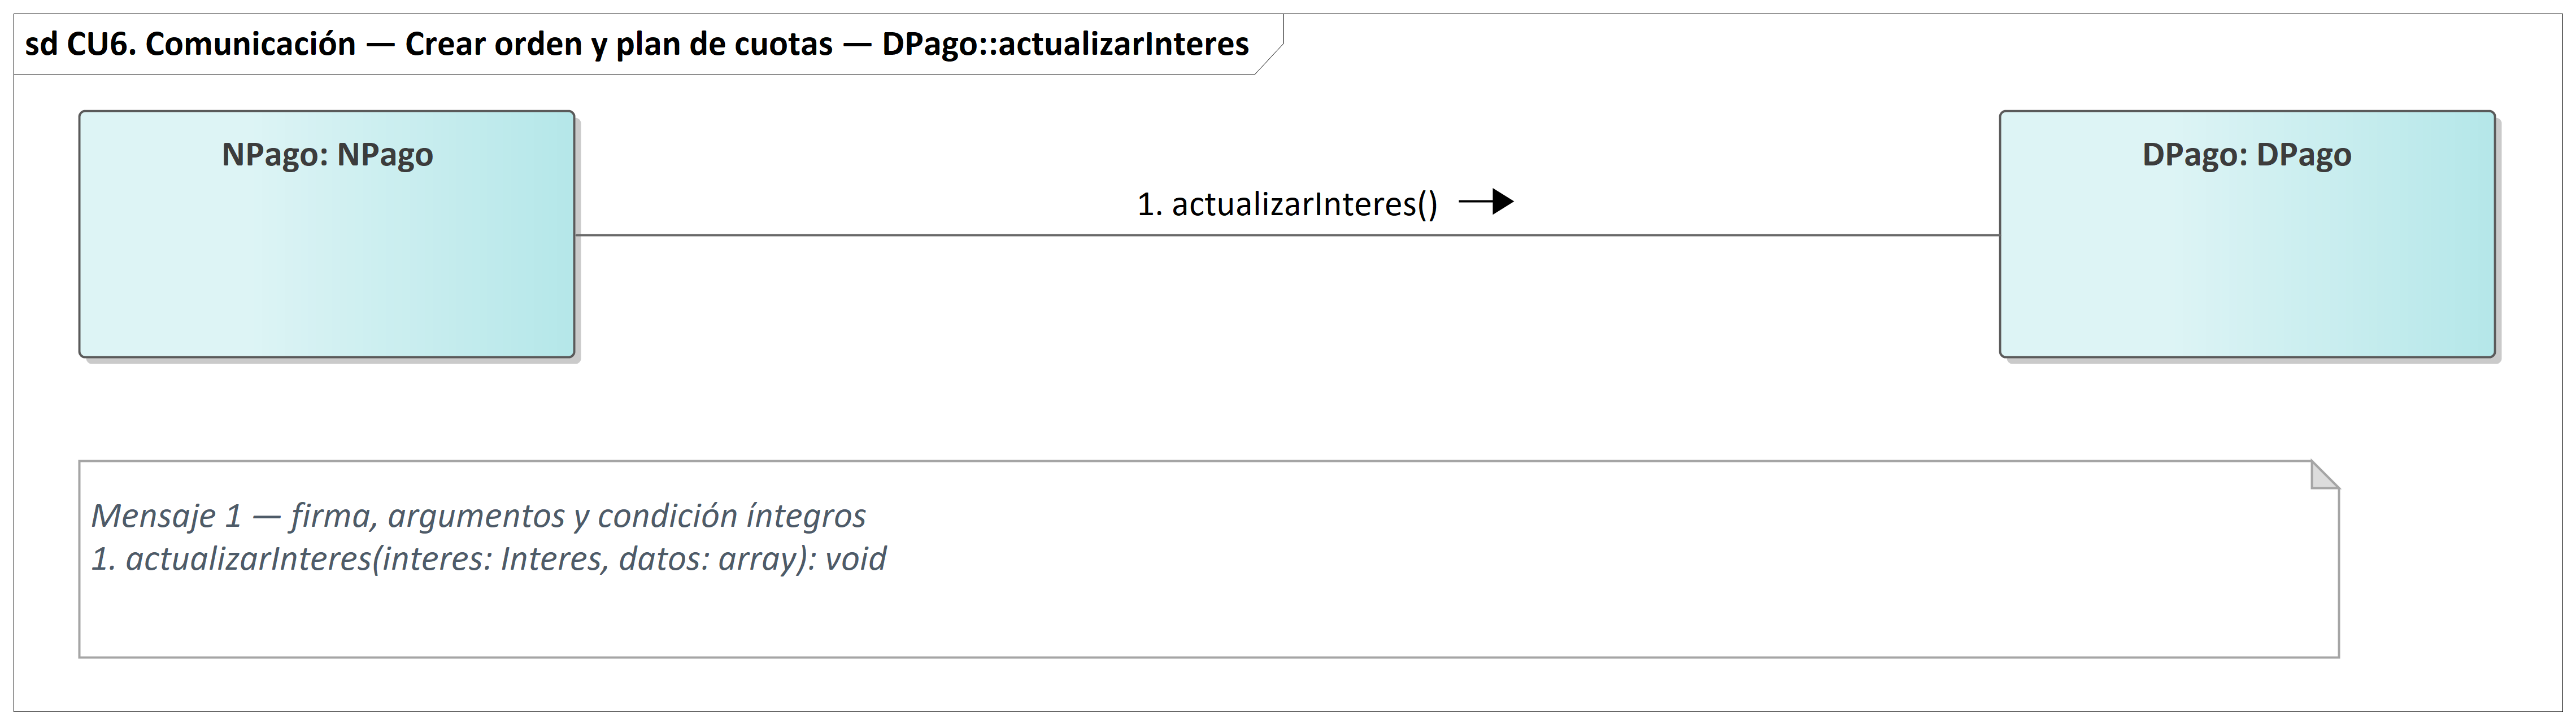 sd CU6. Comunicación — Crear orden y plan de cuotas — DPago::actualizarInteres
NPago: NPago
DPago: DPago
1. actualizarInteres()
Mensaje 1 — firma, argumentos y condición íntegros
1. actualizarInteres(interes: Interes, datos: array): void